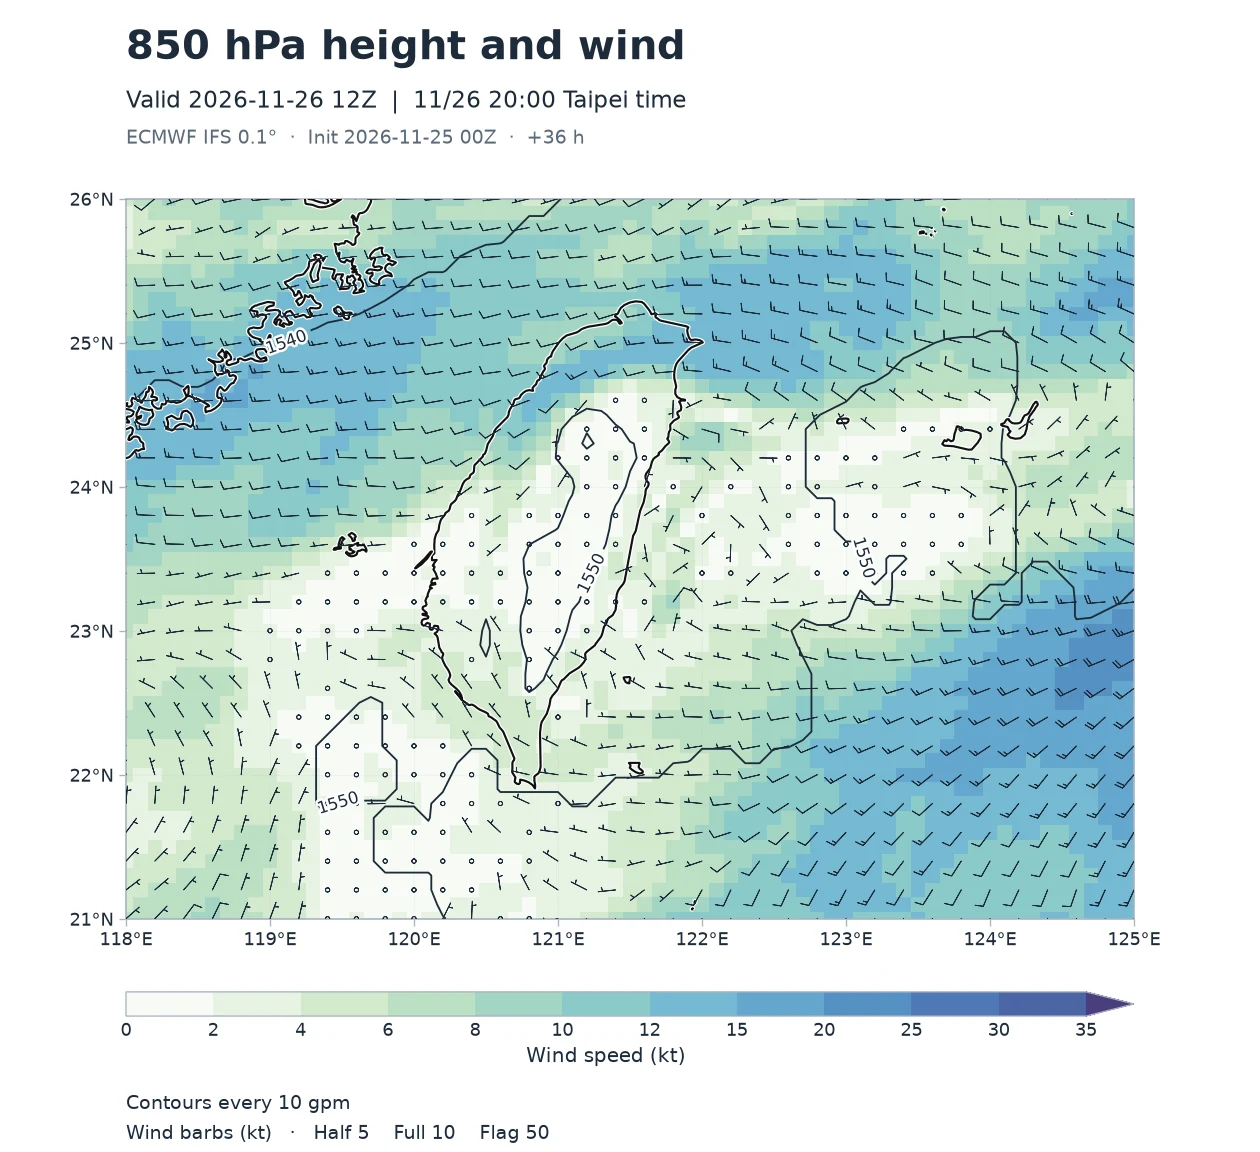 850 hPa height and wind
Valid 2026-11-26 12Z | 11/26 20:00 Taipei time
ECMWF IFS 0.1° · Init 2026-11-25 00Z · +36 h
26°N
25°N
24°N
23°N
22°N
21°N
1540
1550
1550
1550
118°E 119°E 120°E 121°E 122°E 123°E 124°E 125°E
0 2 4 6 8 10 12 15 20 25 30 35
Wind speed (kt)
Contours every 10 gpm
Wind barbs (kt) · Half 5 Full 10 Flag 50